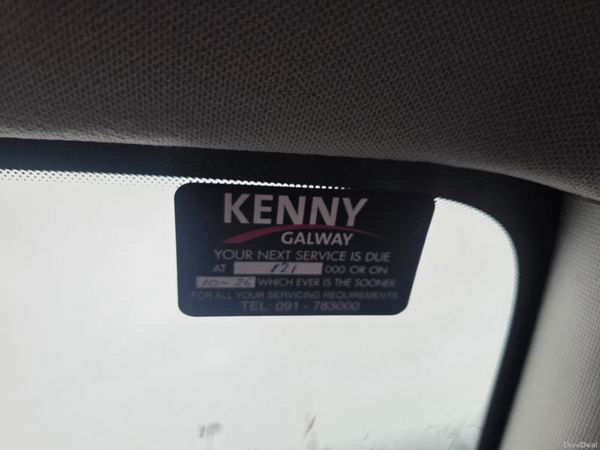 KENNY
GALWAY
YOUR NEXT SERVICE IS DUE
AT 121 000 OR ON
10-26 WHICH EVER IS THE SOONER
FOR ALL YOUR SERVICING REQUIREMENTS
TEL: 091 - 783000
DoneDeal